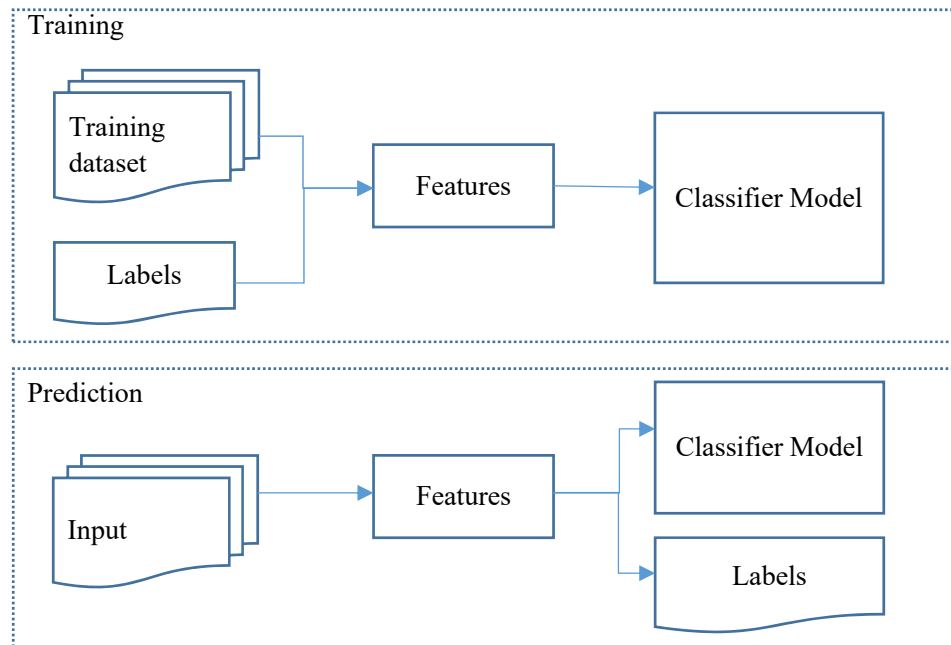 Training
Training
dataset
Features
Classifier Model
Labels
Prediction
Input
Features
Classifier Model
Labels